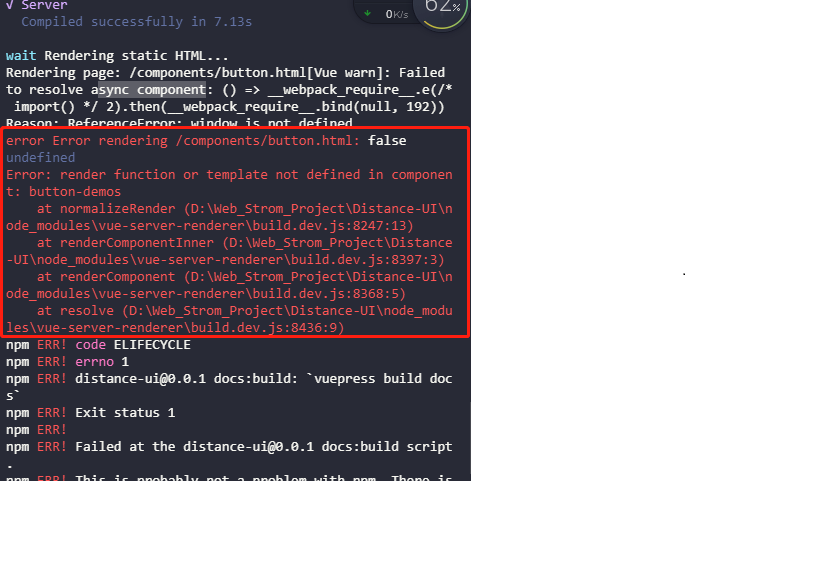 √ Server
Compiled successfully in 7.13s
0K/s
62%
wait Rendering static HTML...
Rendering page: /components/button.html[Vue warn]: Failed
to resolve async component: () => __webpack_require__.e(/*
import() */ 2).then(__webpack_require__.bind(null, 192))
Reason: ReferenceError: window is not defined
error Error rendering /components/button.html: false
undefined
Error: render function or template not defined in componen
t: button-demos
at normalizeRender (D:\Web_Strom_Project\Distance-UI\n
ode_modules\vue-server-renderer\build.dev.js:8247:13)
at renderComponentInner (D:\Web_Strom_Project\Distance
-UI\node_modules\vue-server-renderer\build.dev.js:8397:3)
at renderComponent (D:\Web_Strom_Project\Distance-UI\n
ode_modules\vue-server-renderer\build.dev.js:8368:5)
at resolve (D:\Web_Strom_Project\Distance-UI\node_modu
les\vue-server-renderer\build.dev.js:8436:9)
npm ERR! code ELIFECYCLE
npm ERR! errno 1
npm ERR! distance-ui@0.0.1 docs:build: `vuepress build doc
s`
npm ERR! Exit status 1
npm ERR!
npm ERR! Failed at the distance-ui@0.0.1 docs:build script
.
npm ERR! This is probably not a problem with npm. There is